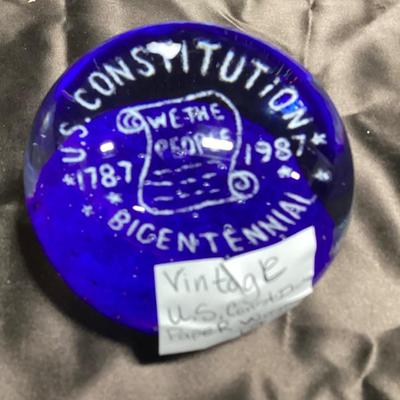 U.S. CONSTITUTION
WE THE
PEOPLE
*1787 1987*
* BICENTENNIAL *
Vintage
U.S.
Paper